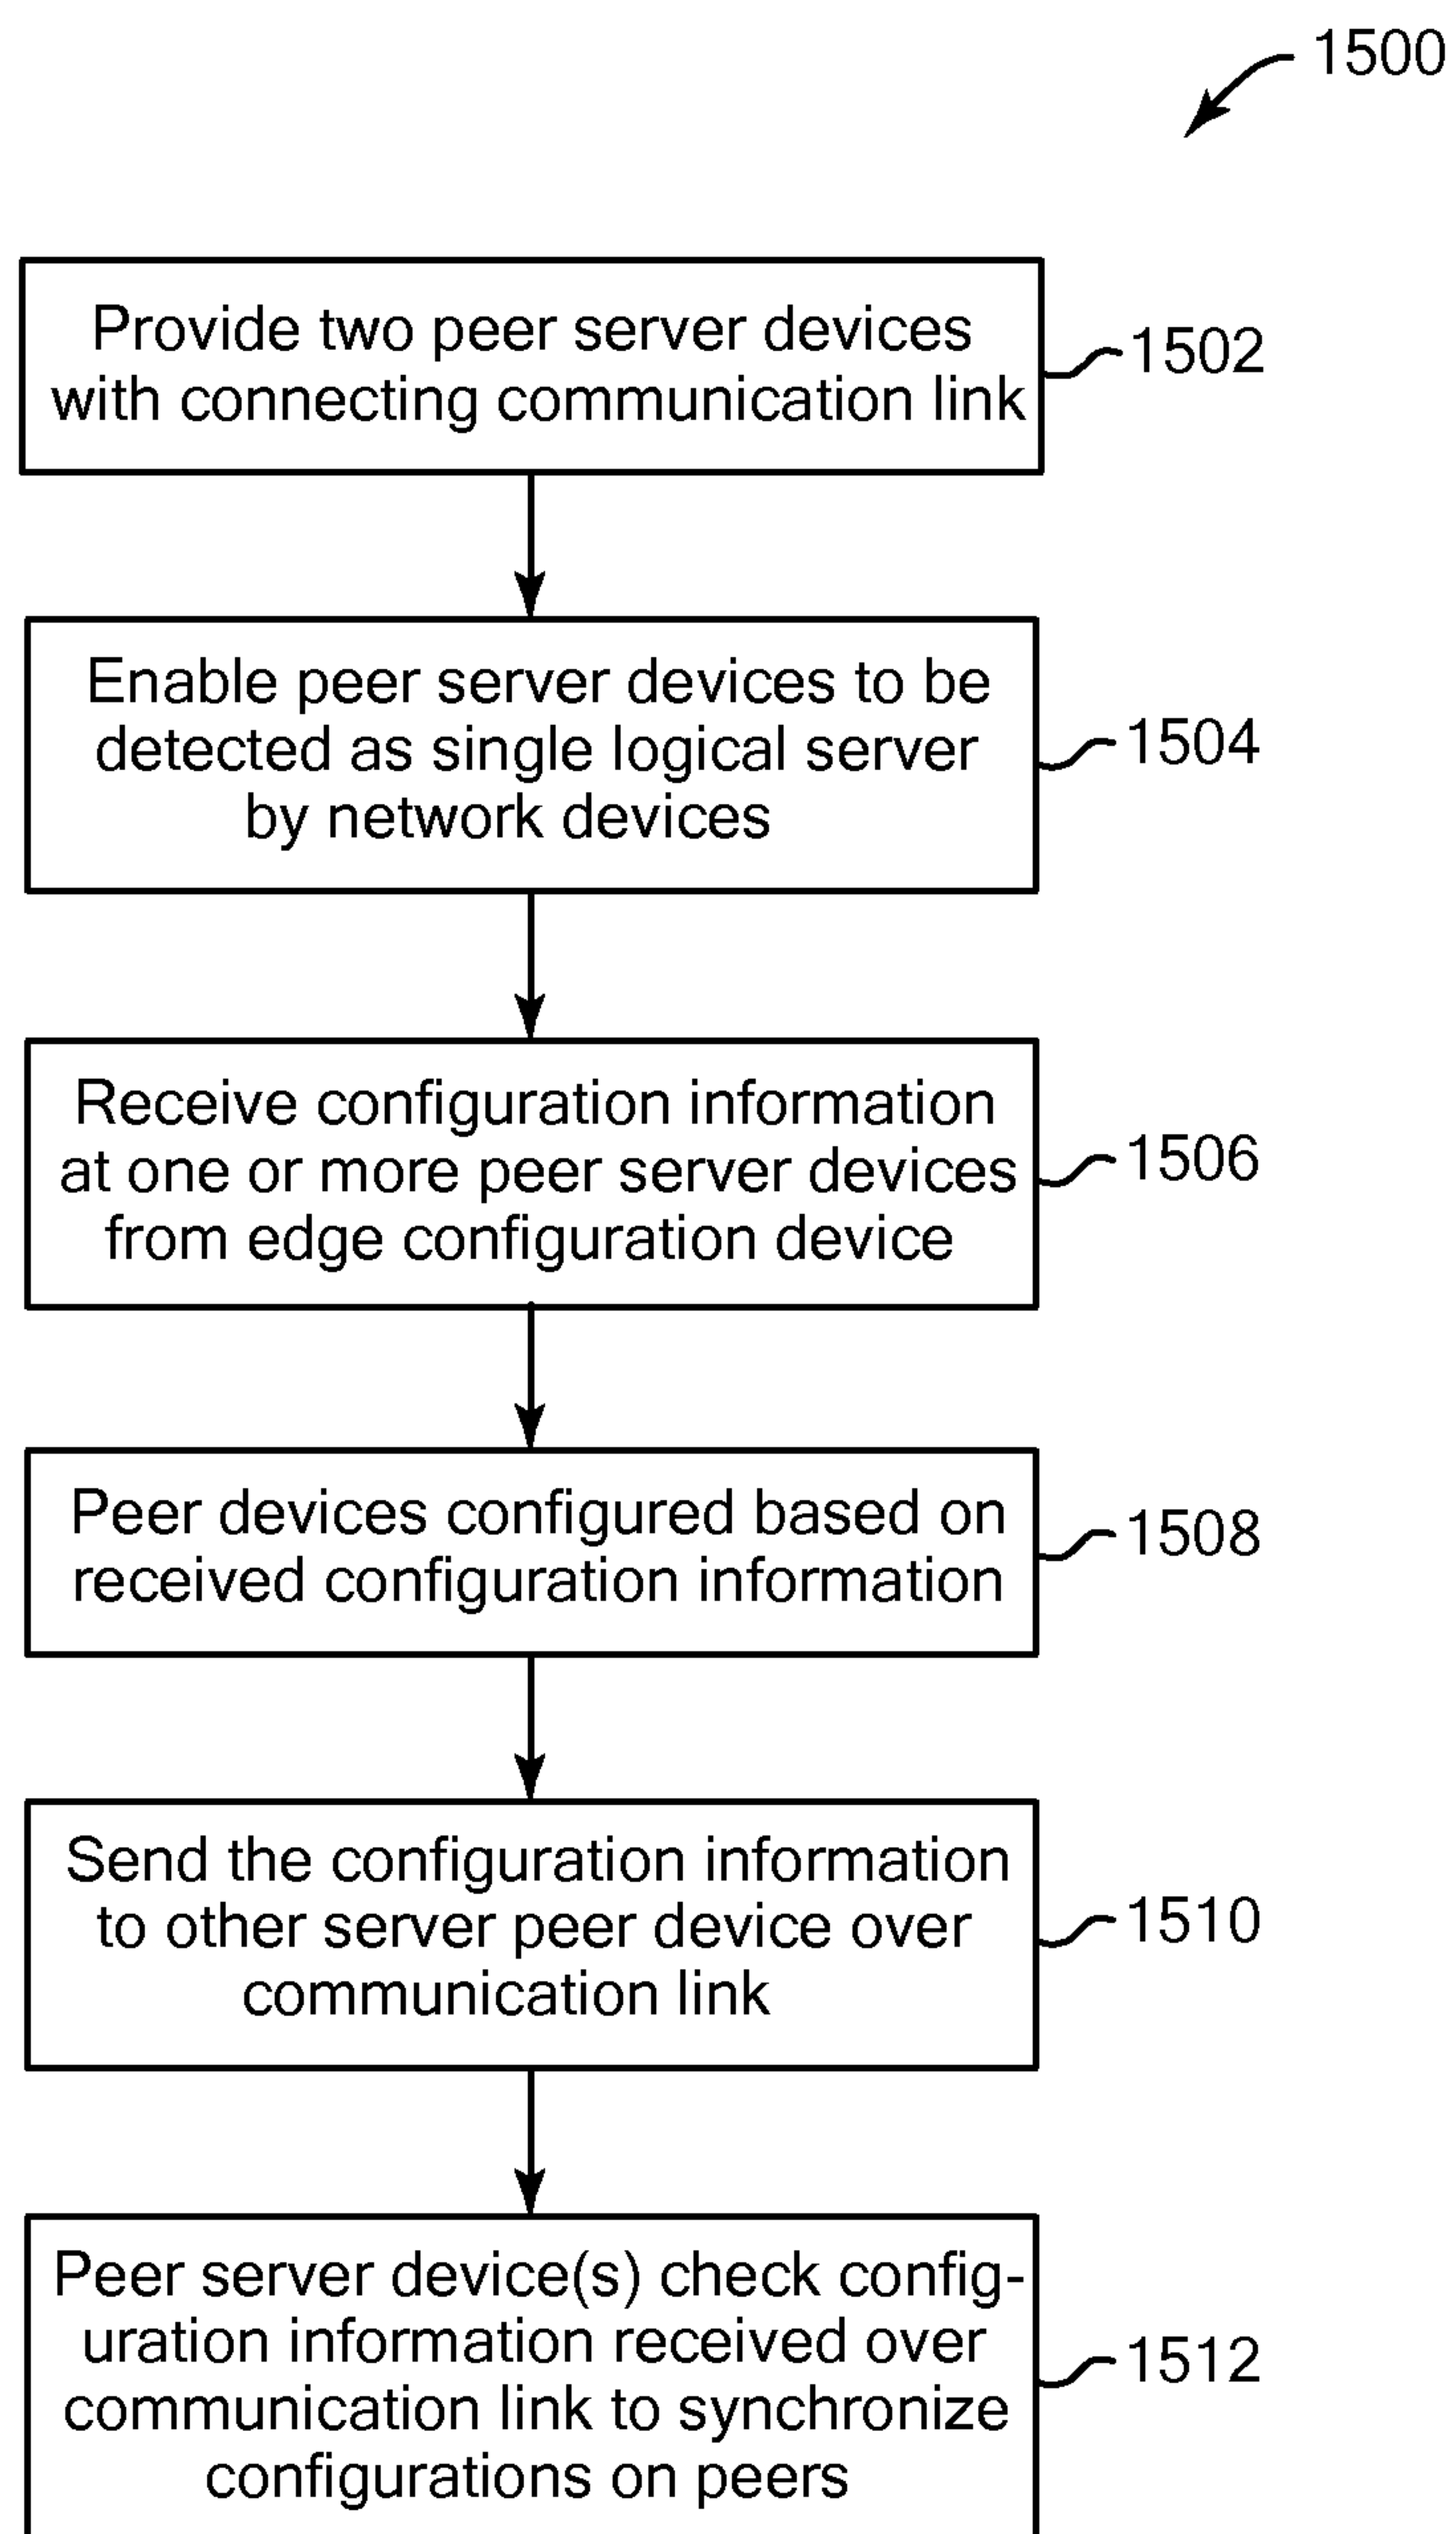 1500
Provide two peer server devices
with connecting communication link
1502
Enable peer server devices to be
detected as single logical server
by network devices
1504
Receive configuration information
at one or more peer server devices
from edge configuration device
1506
Peer devices configured based on
received configuration information
1508
Send the configuration information
to other server peer device over
communication link
1510
Peer server device(s) check config-
uration information received over
communication link to synchronize
configurations on peers
1512